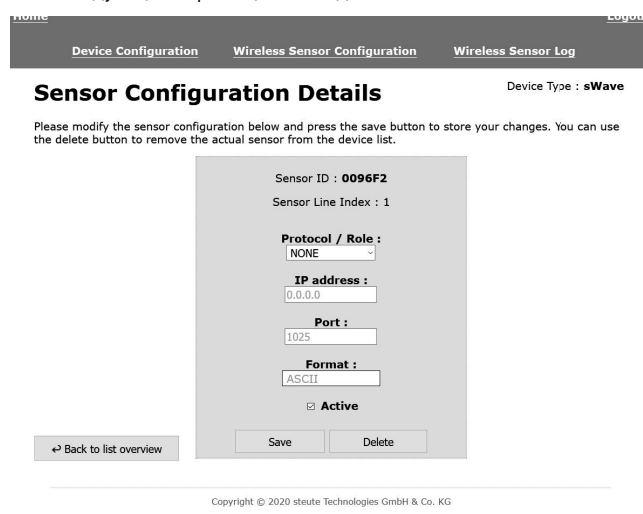 Home Logout
Device Configuration Wireless Sensor Configuration Wireless Sensor Log
Sensor Configuration Details
Device Type : sWave
Please modify the sensor configuration below and press the save button to store your changes. You can use
the delete button to remove the actual sensor from the device list.
Sensor ID : 0096F2
Sensor Line Index : 1
Protocol / Role :
NONE
IP address :
0.0.0.0
Port :
1025
Format :
ASCII
Active
Save Delete
↩ Back to list overview
Copyright © 2020 steute Technologies GmbH & Co. KG